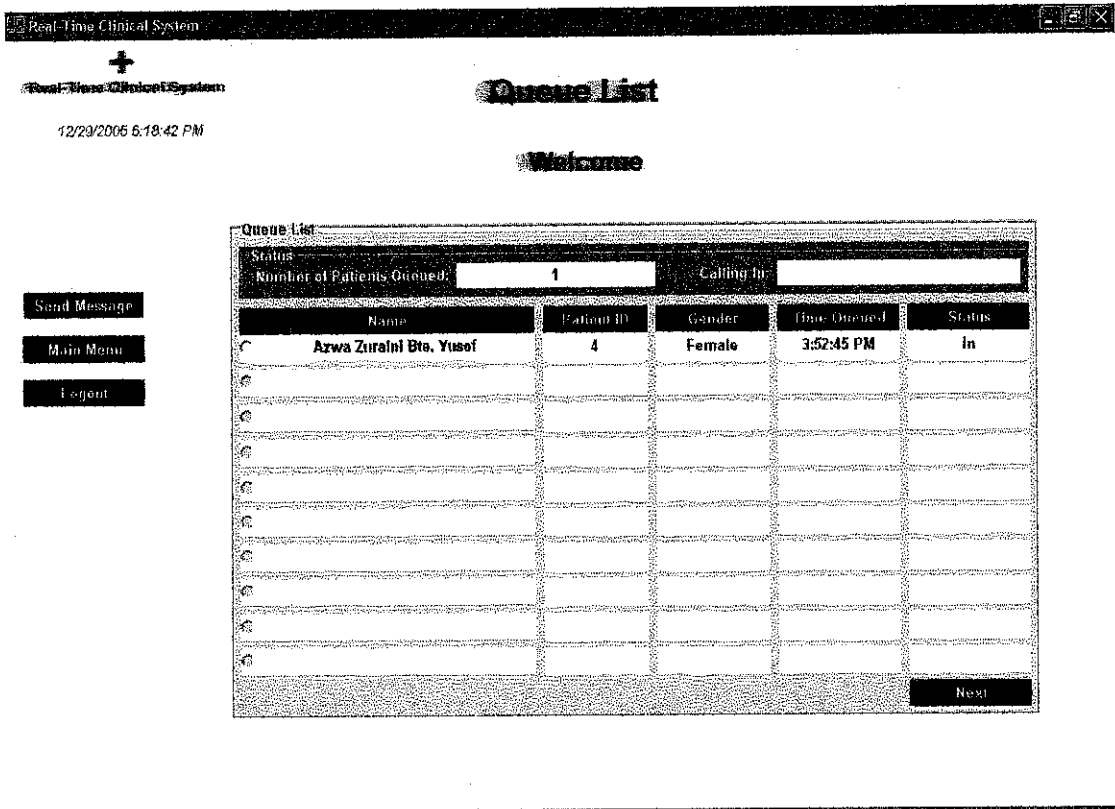 Real-Time Clinical System
Real-Time Clinical System
Queue List
12/29/2005 5:18:42 PM
Welcome
Queue List
Status
Number of Patients Queued: 1 Calling In:
Send Message
Name Patient ID Gender Time Queued Status
Main Menu
Azwa Zuraini Bte. Yusof 4 Female 3:52:45 PM In
Logout
Next